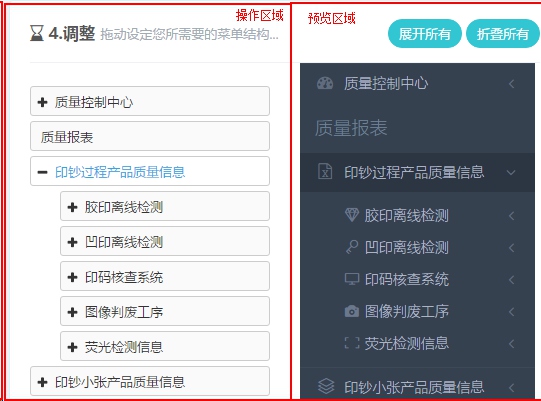 操作区域
4.调整 拖动设定您所需要的菜单结构...
质量控制中心
质量报表
印钞过程产品质量信息
胶印离线检测
凹印离线检测
印码核查系统
图像判废工序
荧光检测信息
印钞小张产品质量信息
预览区域
展开所有 折叠所有
质量控制中心
质量报表
印钞过程产品质量信息
胶印离线检测
凹印离线检测
印码核查系统
图像判废工序
荧光检测信息
印钞小张产品质量信息